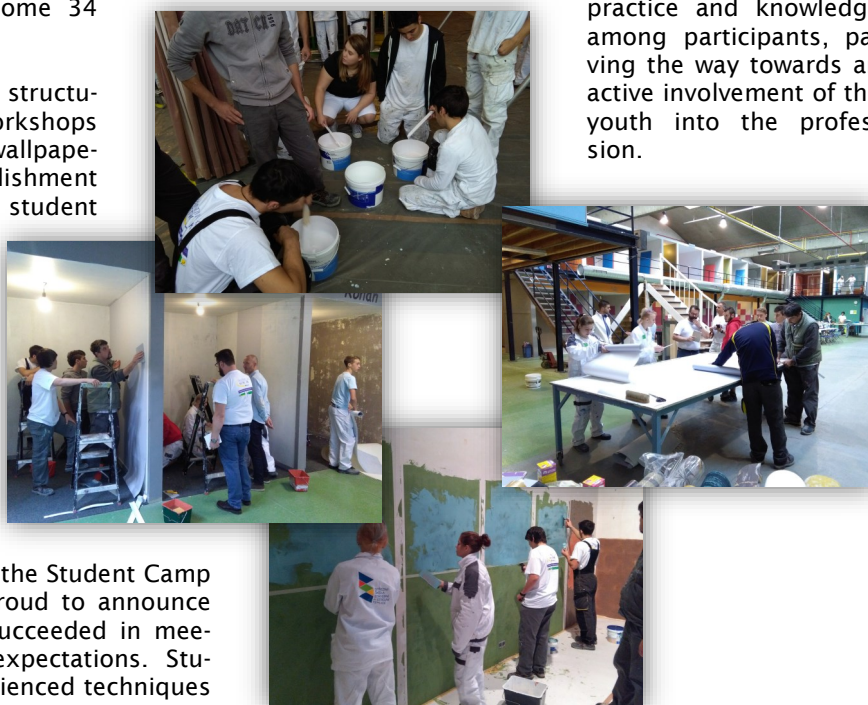 ome 34
structu-
orkshops
wallpape-
lishment
student
the Student Camp
roud to announce
ucceeded in mee-
expectations. Stu-
ienced techniques
practice and knowledg
among participants, pa
ving the way towards a
active involvement of th
youth into the profes
sion.